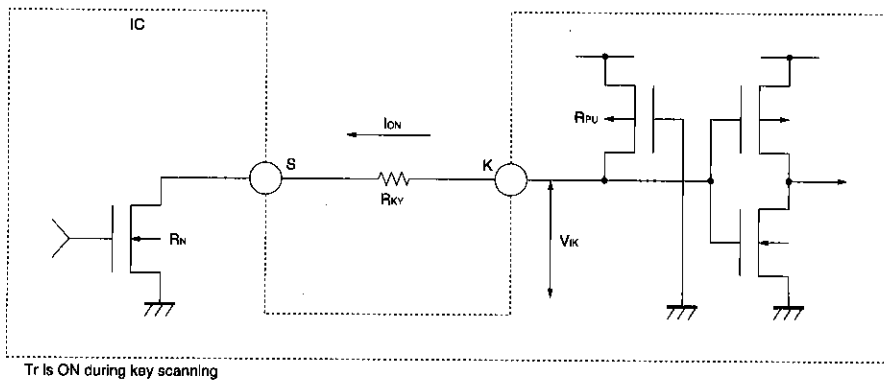 IC
ION
S
K
RKY
RPU
RN
VIK
Tr Is ON during key scanning